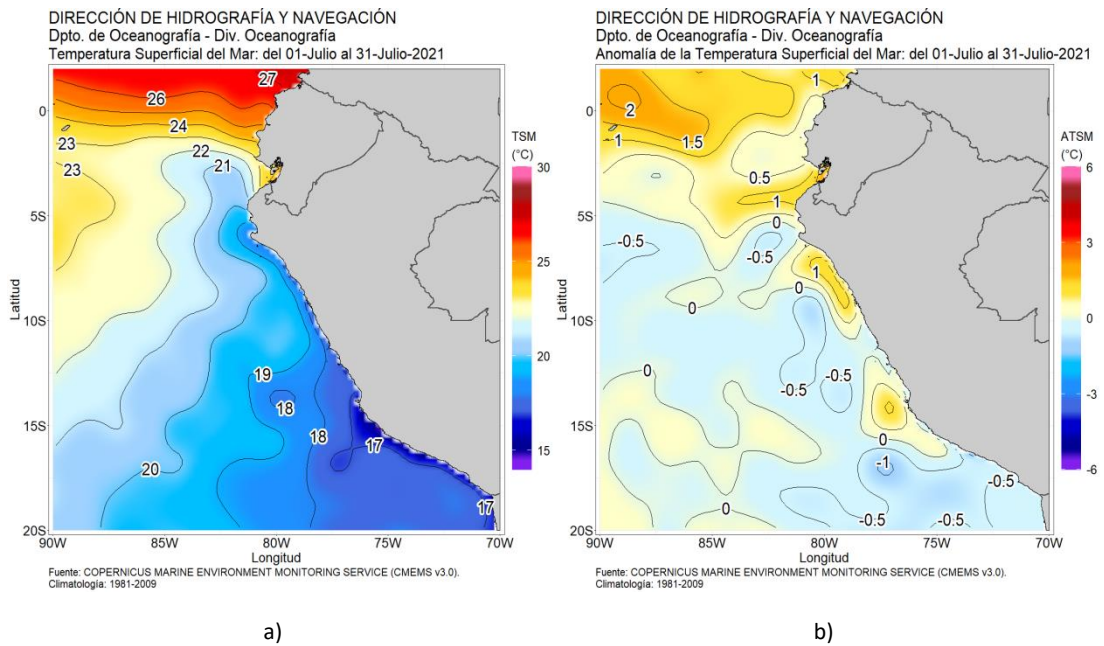 DIRECCIÓN DE HIDROGRAFÍA Y NAVEGACIÓN
Dpto. de Oceanografía - Div. Oceanografía
Temperatura Superficial del Mar: del 01-Julio al 31-Julio-2021
27
26
24
23
22
21
23
19
18
18
17
20
17
0
5S
10S
15S
20S
90W
85W
80W
75W
70W
Latitud
Longitud
TSM
(°C)
30
25
20
15
Fuente: COPERNICUS MARINE ENVIRONMENT MONITORING SERVICE (CMEMS v3.0).
Climatología: 1981-2009
a)
DIRECCIÓN DE HIDROGRAFÍA Y NAVEGACIÓN
Dpto. de Oceanografía - Div. Oceanografía
Anomalía de la Temperatura Superficial del Mar: del 01-Julio al 31-Julio-2021
1
2
1
1.5
0.5
1
0
-0.5
-0.5
1
0
0
0
-0.5
-0.5
0
-1
-0.5
0
-0.5
-0.5
0
5S
10S
15S
20S
90W
85W
80W
75W
70W
Latitud
Longitud
ATSM
(°C)
6
3
0
-3
-6
Fuente: COPERNICUS MARINE ENVIRONMENT MONITORING SERVICE (CMEMS v3.0).
Climatología: 1981-2009
b)